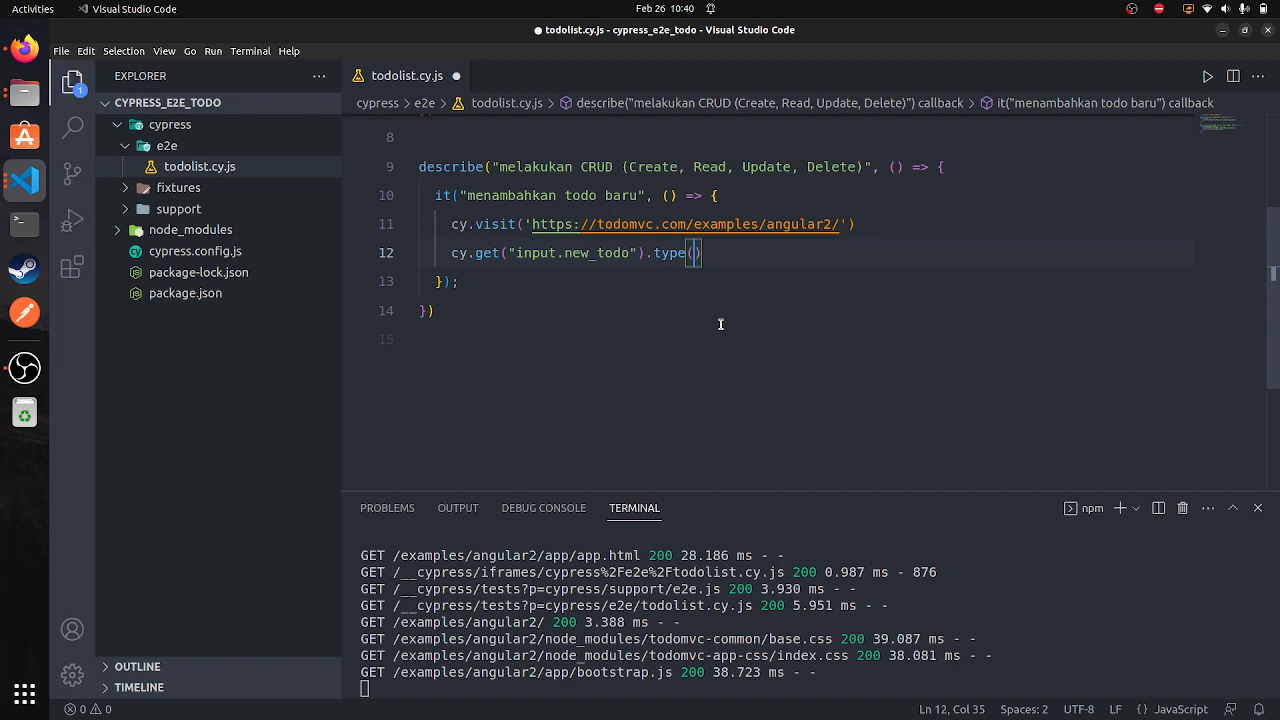 Activities
Visual Studio Code
Feb 26 10:40
todolist.cy.js - cypress_e2e_todo - Visual Studio Code
File Edit Selection View Go Run Terminal Help
EXPLORER
todolist.cy.js
CYPRESS_E2E_TODO
cypress
e2e
todolist.cy.js
fixtures
support
node_modules
cypress.config.js
package-lock.json
package.json
OUTLINE
TIMELINE
1
cypress > e2e > todolist.cy.js > describe("melakukan CRUD (Create, Read, Update, Delete)") callback > it("menambahkan todo baru") callback
8
9 describe("melakukan CRUD (Create, Read, Update, Delete)", () => {
10 it("menambahkan todo baru", () => {
11 cy.visit('https://todomvc.com/examples/angular2/')
12 cy.get("input.new_todo").type()
13 });
14 })
15
PROBLEMS OUTPUT DEBUG CONSOLE TERMINAL
npm
GET /examples/angular2/app/app.html 200 28.186 ms - -
GET /__cypress/iframes/cypress%2Fe2e%2Ftodolist.cy.js 200 0.987 ms - 876
GET /__cypress/tests?p=cypress/support/e2e.js 200 3.930 ms - -
GET /__cypress/tests?p=cypress/e2e/todolist.cy.js 200 5.951 ms - -
GET /examples/angular2/ 200 3.388 ms - -
GET /examples/angular2/node_modules/todomvc-common/base.css 200 39.087 ms - -
GET /examples/angular2/node_modules/todomvc-app-css/index.css 200 38.081 ms - -
GET /examples/angular2/app/bootstrap.js 200 38.723 ms - -
0 0
Ln 12, Col 35 Spaces: 2 UTF-8 LF {} JavaScript